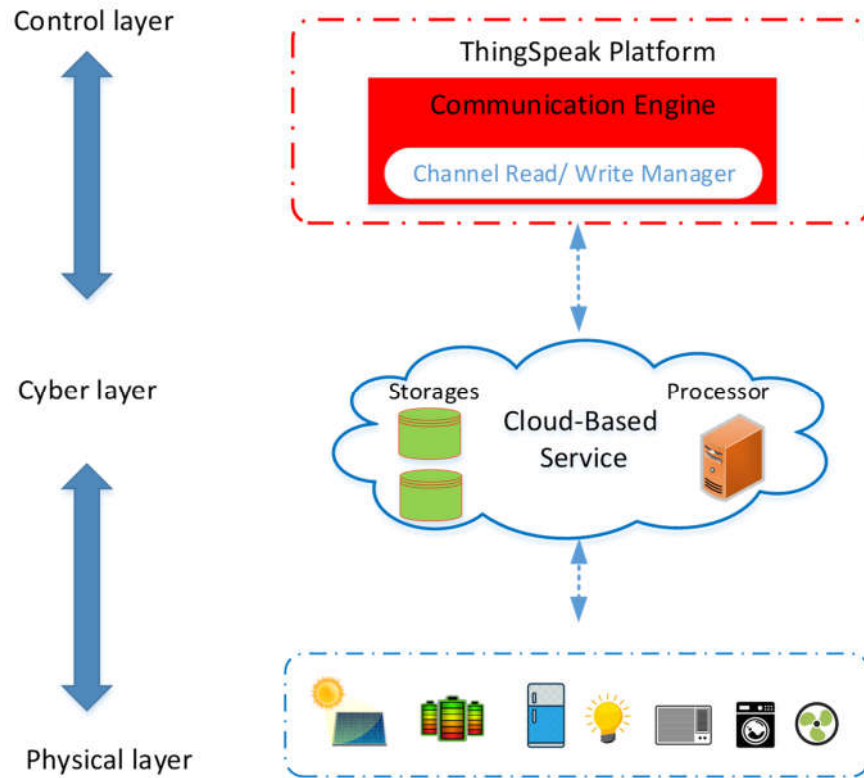 Control layer
ThingSpeak Platform
Communication Engine
Channel Read/ Write Manager
Cyber layer
Storages
Processor
Cloud-Based
Service
Physical layer